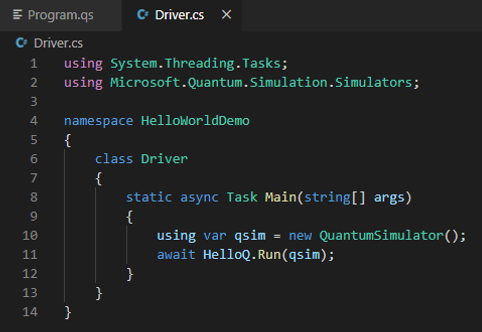 Program.qs Driver.cs
Driver.cs
1 using System.Threading.Tasks;
2 using Microsoft.Quantum.Simulation.Simulators;
3
4 namespace HelloWorldDemo
5 {
6     class Driver
7     {
8         static async Task Main(string[] args)
9         {
10             using var qsim = new QuantumSimulator();
11             await HelloQ.Run(qsim);
12         }
13     }
14 }